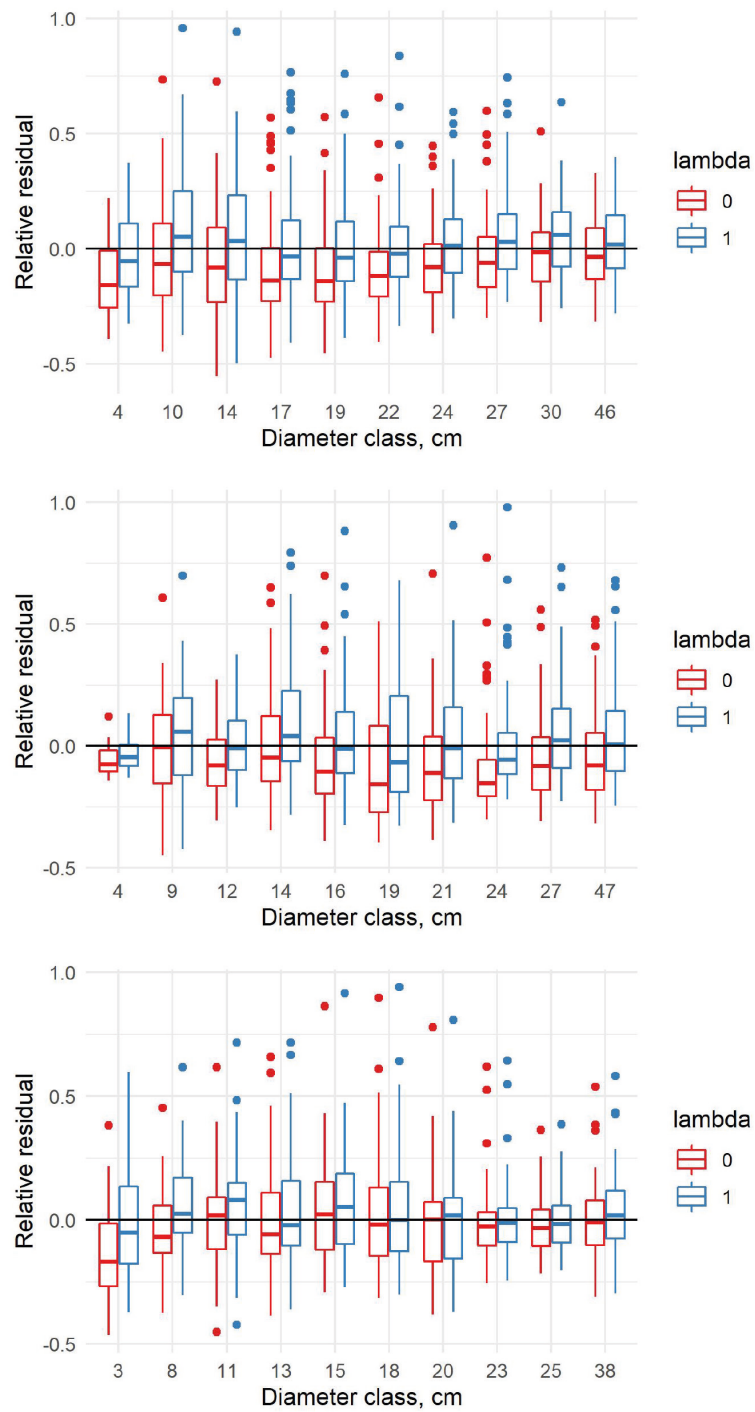 1.0
0.5
0.0
-0.5
Relative residual
4 10 14 17 19 22 24 27 30 46
Diameter class, cm
lambda
0
1
1.0
0.5
0.0
-0.5
Relative residual
4 9 12 14 16 19 21 24 27 47
Diameter class, cm
lambda
0
1
1.0
0.5
0.0
-0.5
Relative residual
3 8 11 13 15 18 20 23 25 38
Diameter class, cm
lambda
0
1